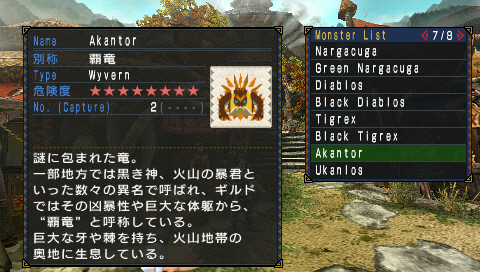 Name Akantor
別称 覇竜
Type Wyvern
危険度 ★★★★★★★★
No. (Capture) 2(----)
謎に包まれた竜。
一部地方では黒き神、火山の暴君と
いった数々の異名で呼ばれ、ギルド
ではその凶暴性や巨大な体躯から、
“覇竜”と呼称している。
巨大な牙や棘を持ち、火山地帯の
奥地に生息している。
Monster List 7/8
Nargacuga
Green Nargacuga
Diablos
Black Diablos
Tigrex
Black Tigrex
Akantor
Ukanlos